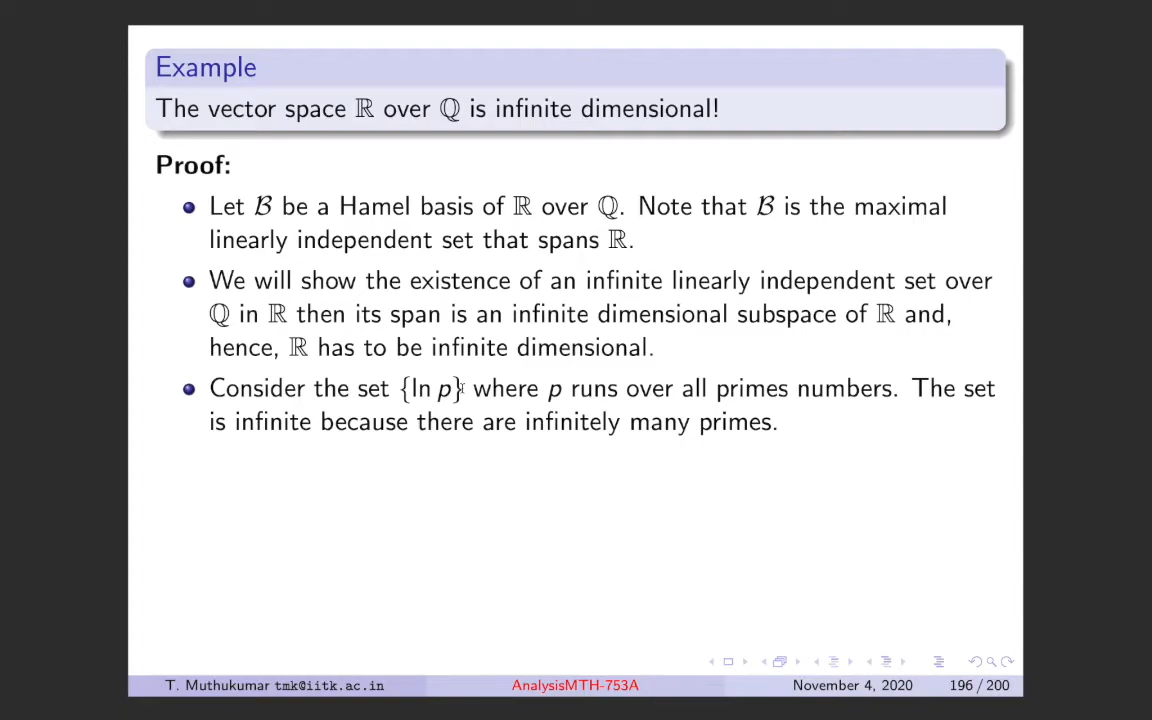 Example
The vector space ℝ over ℚ is infinite dimensional!
Proof:
Let ℬ be a Hamel basis of ℝ over ℚ. Note that ℬ is the maximal
linearly independent set that spans ℝ.
We will show the existence of an infinite linearly independent set over
ℚ in ℝ then its span is an infinite dimensional subspace of ℝ and,
hence, ℝ has to be infinite dimensional.
Consider the set {ln p} where p runs over all primes numbers. The set
is infinite because there are infinitely many primes.
T. Muthukumar tmk@iitk.ac.in AnalysisMTH-753A November 4, 2020 196 / 200